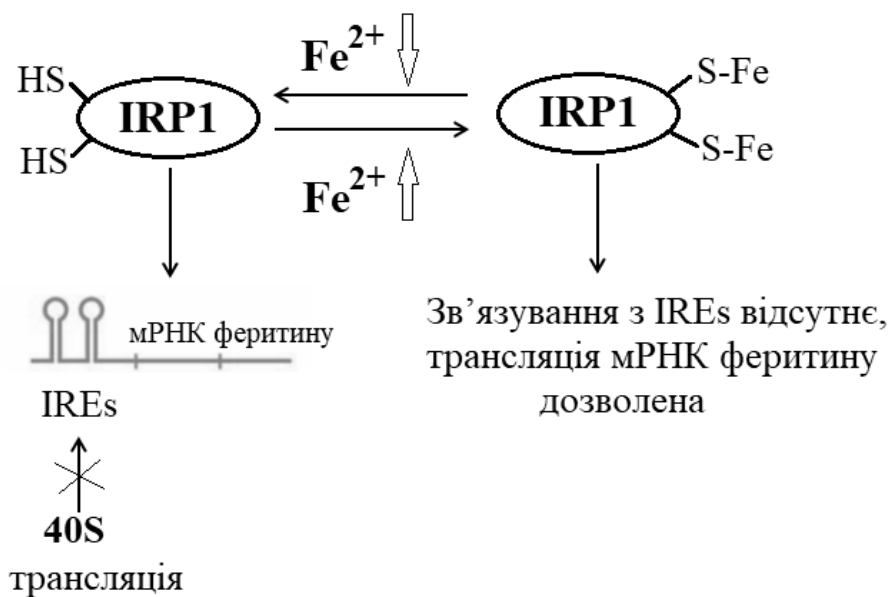 Fe2+
HS
HS
IRP1
IRP1
S-Fe
S-Fe
Fe2+
мРНК феритину
IREs
40S
трансляція
Зв’язування з IREs відсутнє,
трансляція мРНК феритину
дозволена